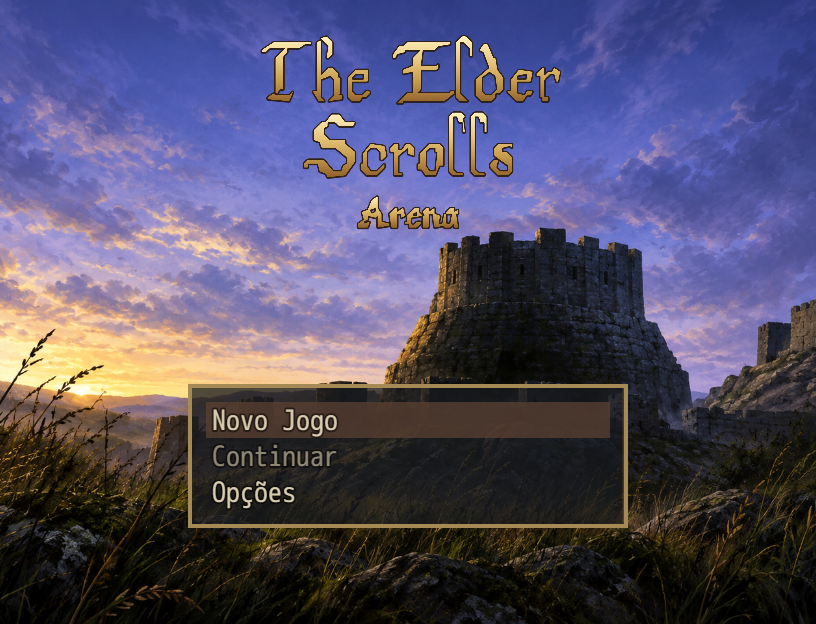 The Elder
Scrolls
Arena
Novo Jogo
Continuar
Opções